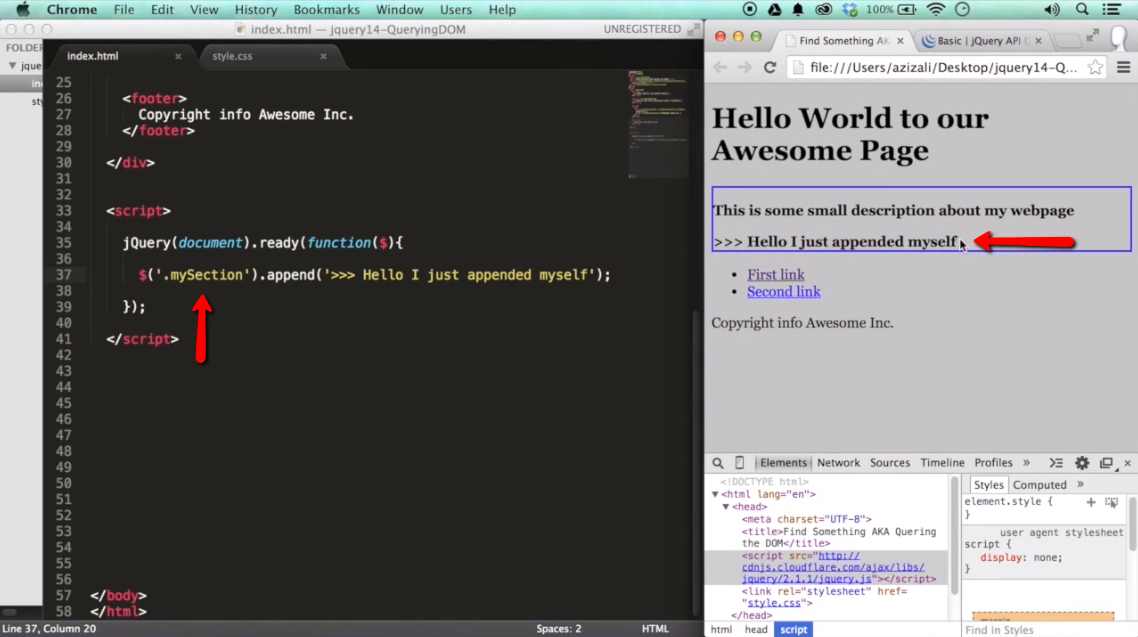 Chrome File Edit View History Bookmarks Window Users Help 100%
index.html — jquery14-QueryingDOM UNREGISTERED
FOLDER
jque
in
st
index.html × style.css ×
25
26 <footer>
27 Copyright info Awesome Inc.
28 </footer>
29
30 </div>
31
32
33 <script>
34
35 jQuery(document).ready(function($){
36
37 $('.mySection').append('>>> Hello I just appended myself');
38
39 });
40
41 </script>
42
43
44
45
46
47
48
49
50
51
52
53
54
55
56
57 </body>
58 </html>
Line 37, Column 20 Spaces: 2 HTML
Find Something AK × Basic | jQuery API D ×
file:///Users/azizali/Desktop/jquery14-Q...
Hello World to our
Awesome Page
This is some small description about my webpage
>>> Hello I just appended myself
• First link
• Second link
Copyright info Awesome Inc.
Elements Network Sources Timeline Profiles » ×
<!DOCTYPE html>
<html lang="en">
<head>
<meta charset="UTF-8">
<title>Find Something AKA Quering
the DOM</title>
<script src="http://
cdnjs.cloudflare.com/ajax/libs/
jquery/2.1.1/jquery.js"></script>
<link rel="stylesheet" href=
"style.css">
</head>
html head script
Styles Computed »
element.style {
}
user agent stylesheet
script {
display: none;
}
margin
Find in Styles